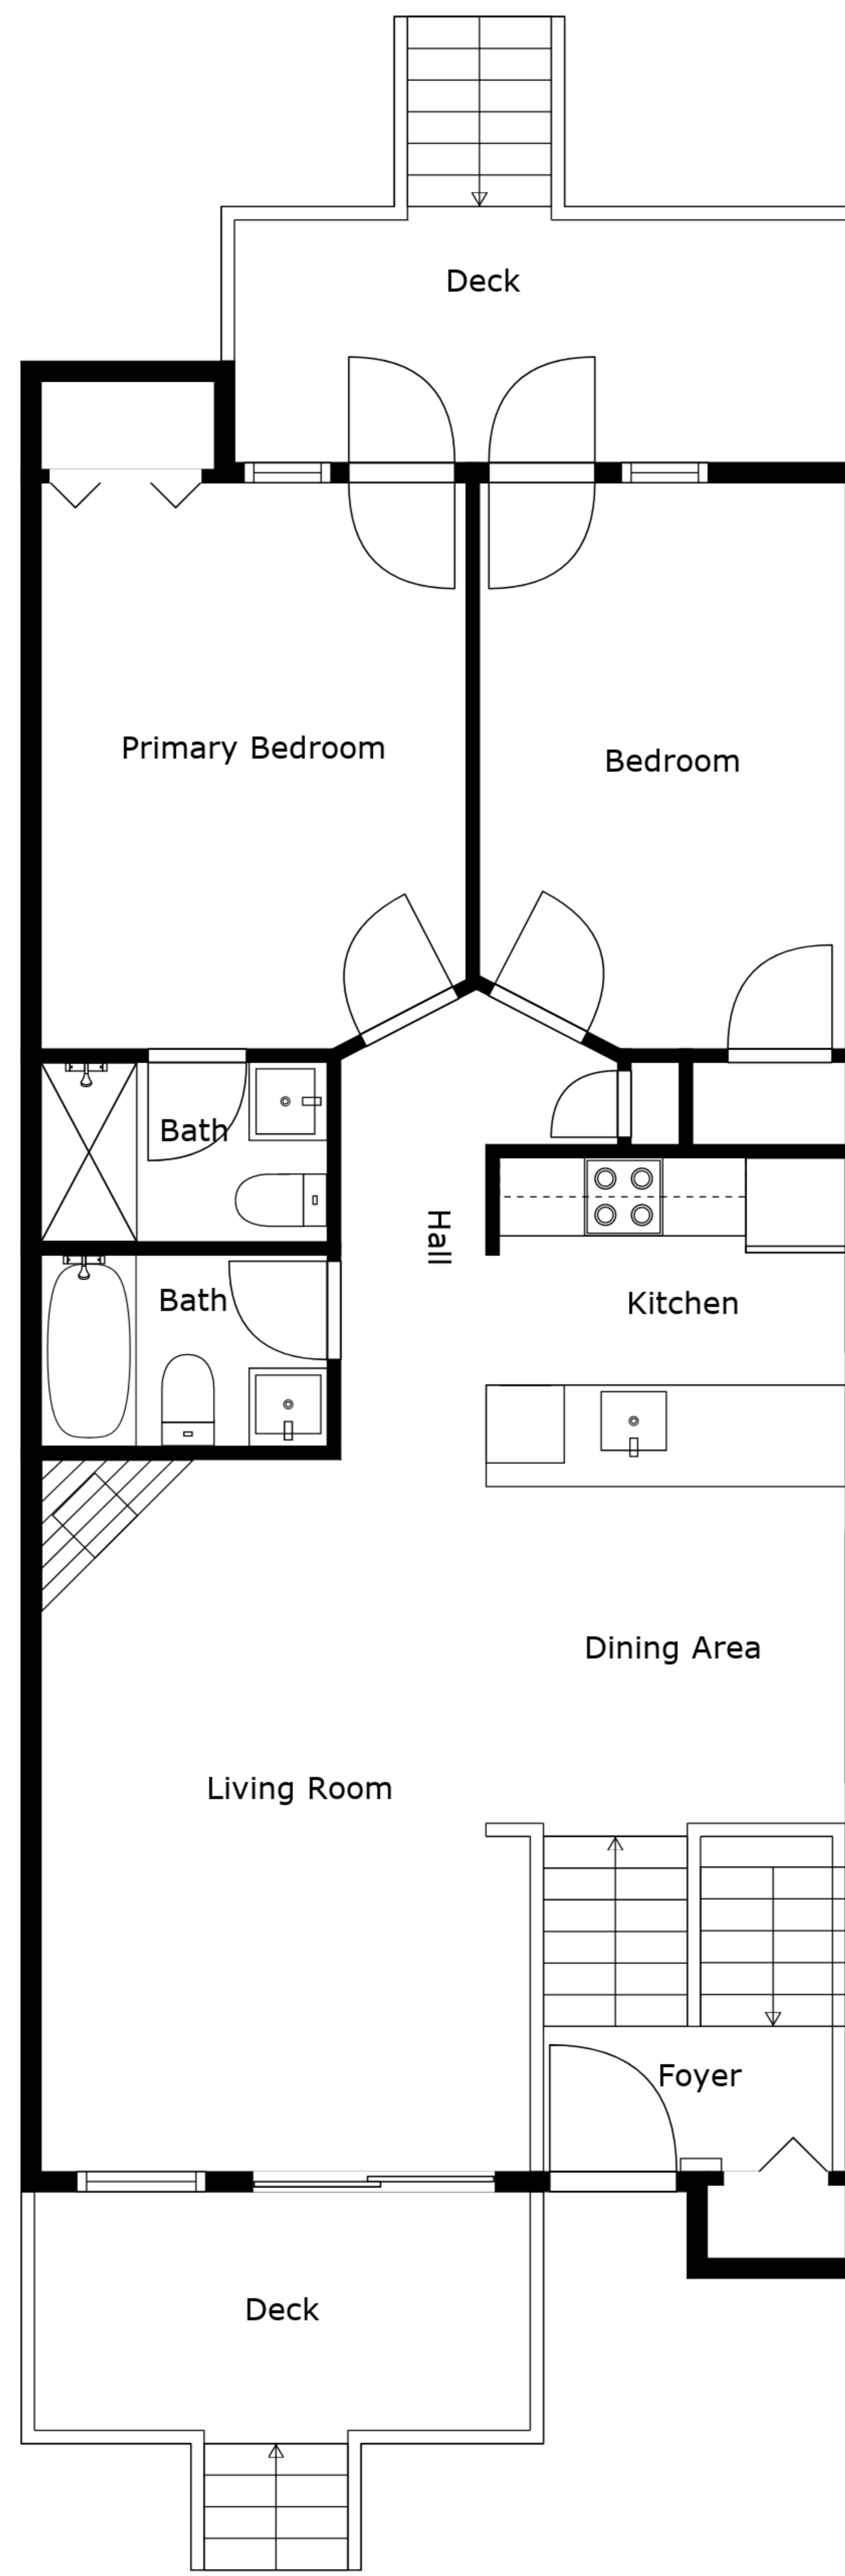 Deck
Primary Bedroom
Bedroom
Bath
Hall
Bath
Kitchen
Dining Area
Living Room
Foyer
Deck